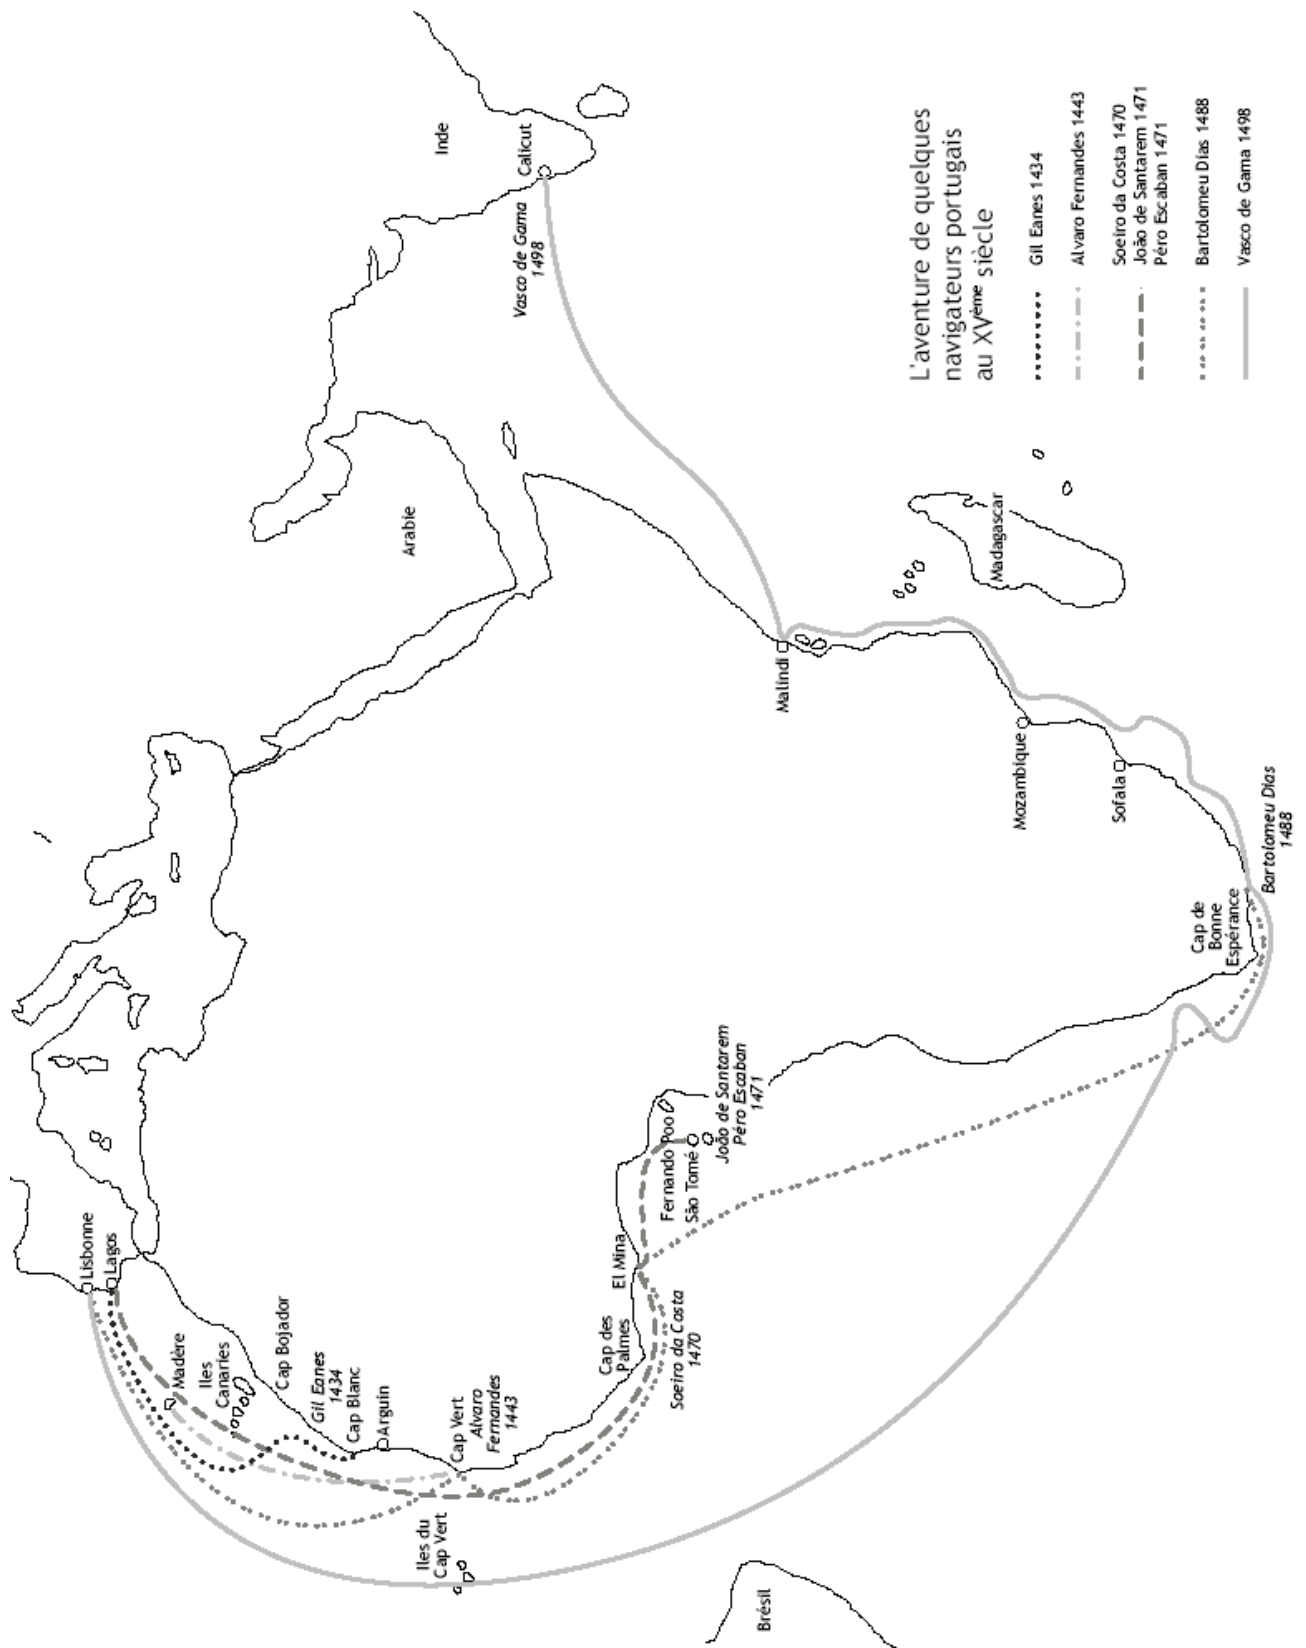 L'aventure de quelques
navigateurs portugais
au XVème siècle
Gil Eanes 1434
Alvaro Fernandes 1443
Soeiro da Costa 1470
João de Santarem 1471
Péro Escaban 1471
Bartolomeu Dias 1488
Vasco de Gama 1498
Lisbonne
Lagos
Madère
Iles
Canaries
Cap Bojador
Gil Eanes
1434
Cap Blanc
Arguin
Cap Vert
Alvaro
Fernandes
1443
Iles du
Cap Vert
Brésil
Cap des
Palmes
El Mina
Soeiro da Costa
1470
Fernando Poo
São Tomé
João de Santarem
Péro Escaban
1471
Cap de
Bonne
Espérance
Bartolomeu Dias
1488
Sofala
Mozambique
Malindi
Madagascar
Arabie
Vasco de Gama
1498
Calicut
Inde